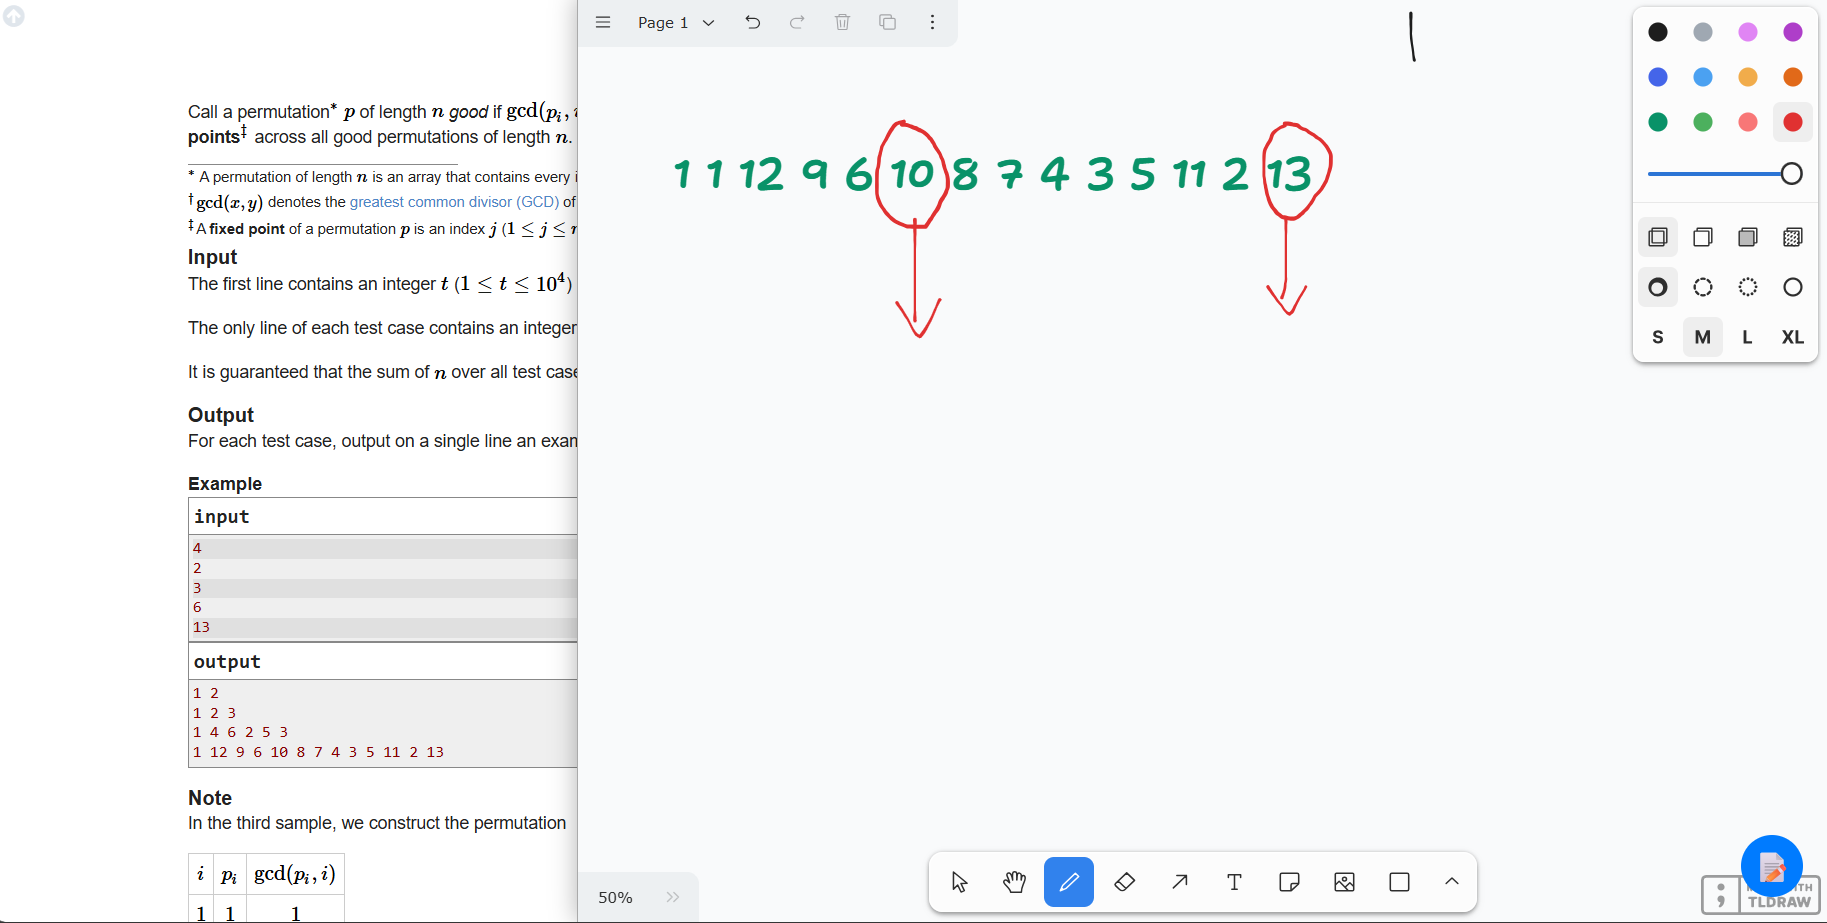 Page 1
Call a permutation* p of length n good if gcd(p_i, i
points‡ across all good permutations of length n.
* A permutation of length n is an array that contains every i
† gcd(x, y) denotes the greatest common divisor (GCD) of
‡ A fixed point of a permutation p is an index j (1 ≤ j ≤ n
Input
The first line contains an integer t (1 ≤ t ≤ 10^4)
The only line of each test case contains an integer
It is guaranteed that the sum of n over all test case
Output
For each test case, output on a single line an exam
Example
input
4
2
3
6
13
output
1 2
1 2 3
1 4 6 2 5 3
1 12 9 6 10 8 7 4 3 5 11 2 13
Note
In the third sample, we construct the permutation
i p_i gcd(p_i, i)
1 1 1
1 1 12 9 6 10 8 7 4 3 5 11 2 13
S M L XL
50%
T
TH
TLDRAW